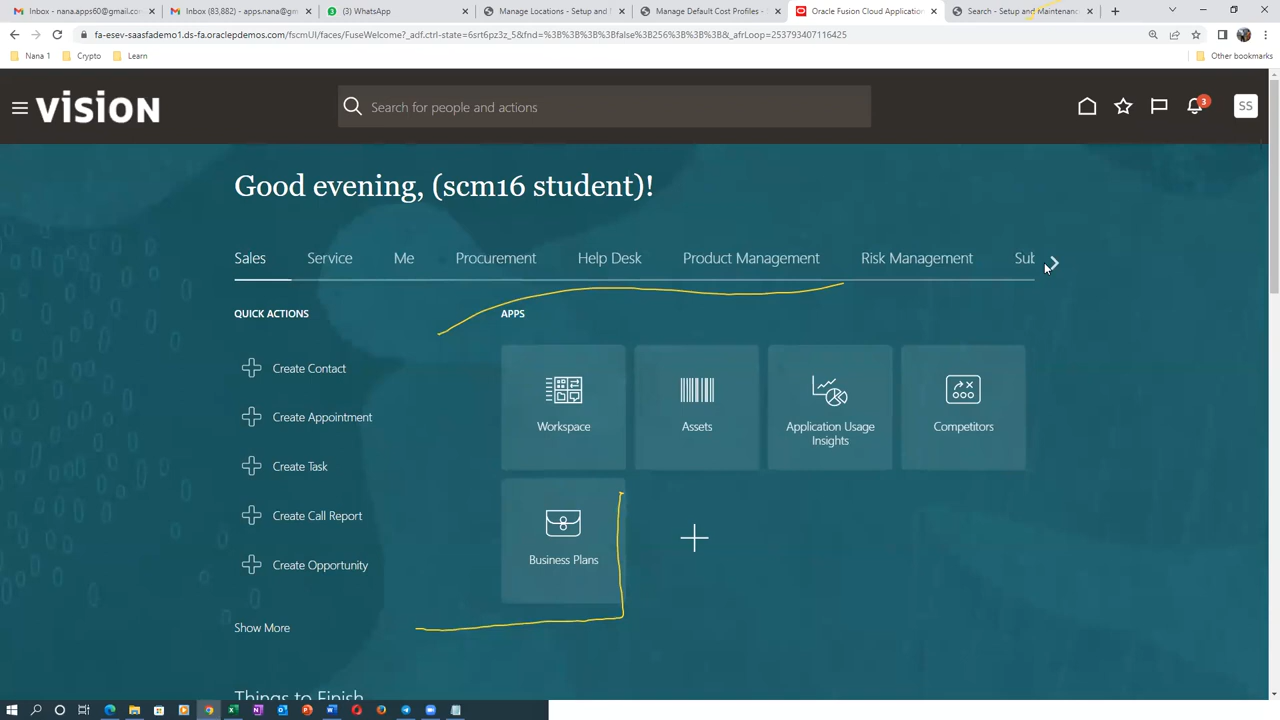 Inbox - nana.apps60@gmail.co
Inbox (83,882) - apps.na@gm
(3) WhatsApp
Manage Locations - Setup and
Manage Default Cost Profiles - S
Oracle Fusion Cloud Application
Search - Setup and Maintenanc
fa-esev-saasfademo1.ds-fa.oraclepdemos.com/fscmUI/faces/FuseWelcome?_adf.ctrl-state=6srt6pz3z_5&fnd=%3B%3B%3B%3Bfalse%3B256%3B%3B%3B&_afrLoop=253793407116425
Nana 1
Crypto
Learn
Other bookmarks
VISION
Search for people and actions
3
SS
Good evening, (scm16 student)!
Sales Service Me Procurement Help Desk Product Management Risk Management Sub
QUICK ACTIONS
Create Contact
Create Appointment
Create Task
Create Call Report
Create Opportunity
Show More
APPS
Workspace
Assets
Application Usage
Insights
Competitors
Business Plans
Things to Finish